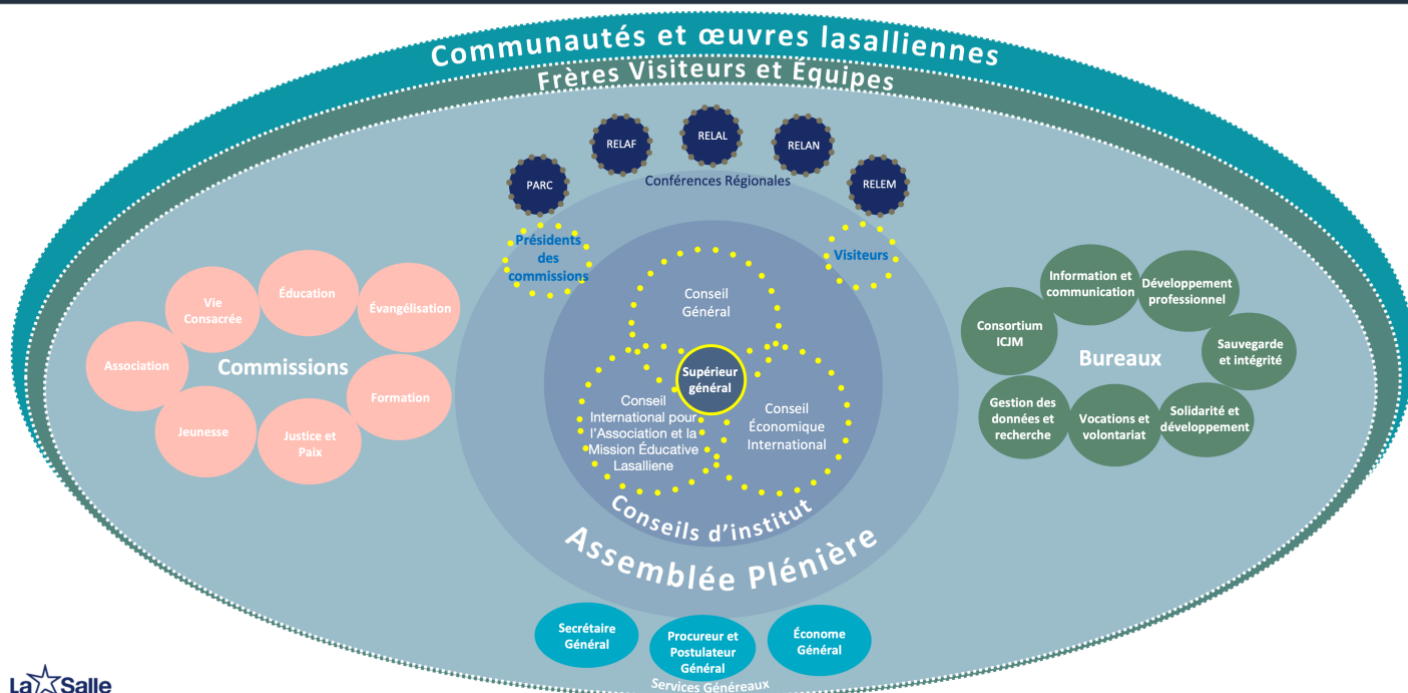 Communautés et œuvres lasalliennes
Frères Visiteurs et Équipes
RELAF
RELAL
RELAN
PARC
RELEM
Conférences Régionales
Présidents
des
commissions
Visiteurs
Conseil
Général
Supérieur
général
Conseil
International pour
l'Association et la
Mission Éducative
Lasalliene
Conseil
Économique
International
Conseils d'institut
Assemblée Plénière
Commissions
Association
Vie
Consacrée
Éducation
Évangélisation
Formation
Justice et
Paix
Jeunesse
Bureaux
Consortium
ICJM
Information et
communication
Développement
professionnel
Sauvegarde
et intégrité
Solidarité et
développement
Vocations et
volontariat
Gestion des
données et
recherche
Secrétaire
Général
Procureur et
Postulateur
Général
Économe
Général
Services Généreaux
La Salle